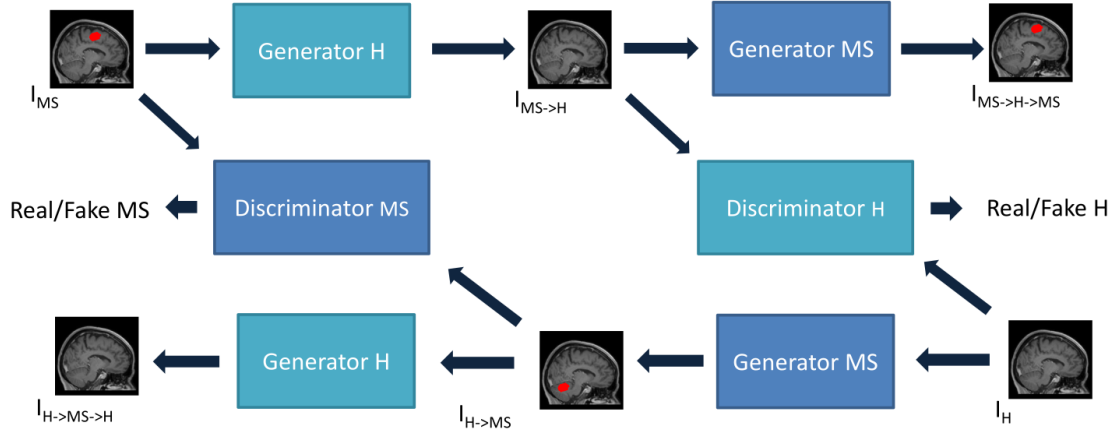 Generator H
Generator MS
I_MS
I_MS->H
I_MS->H->MS
Real/Fake MS
Discriminator MS
Discriminator H
Real/Fake H
Generator H
Generator MS
I_H->MS->H
I_H->MS
I_H